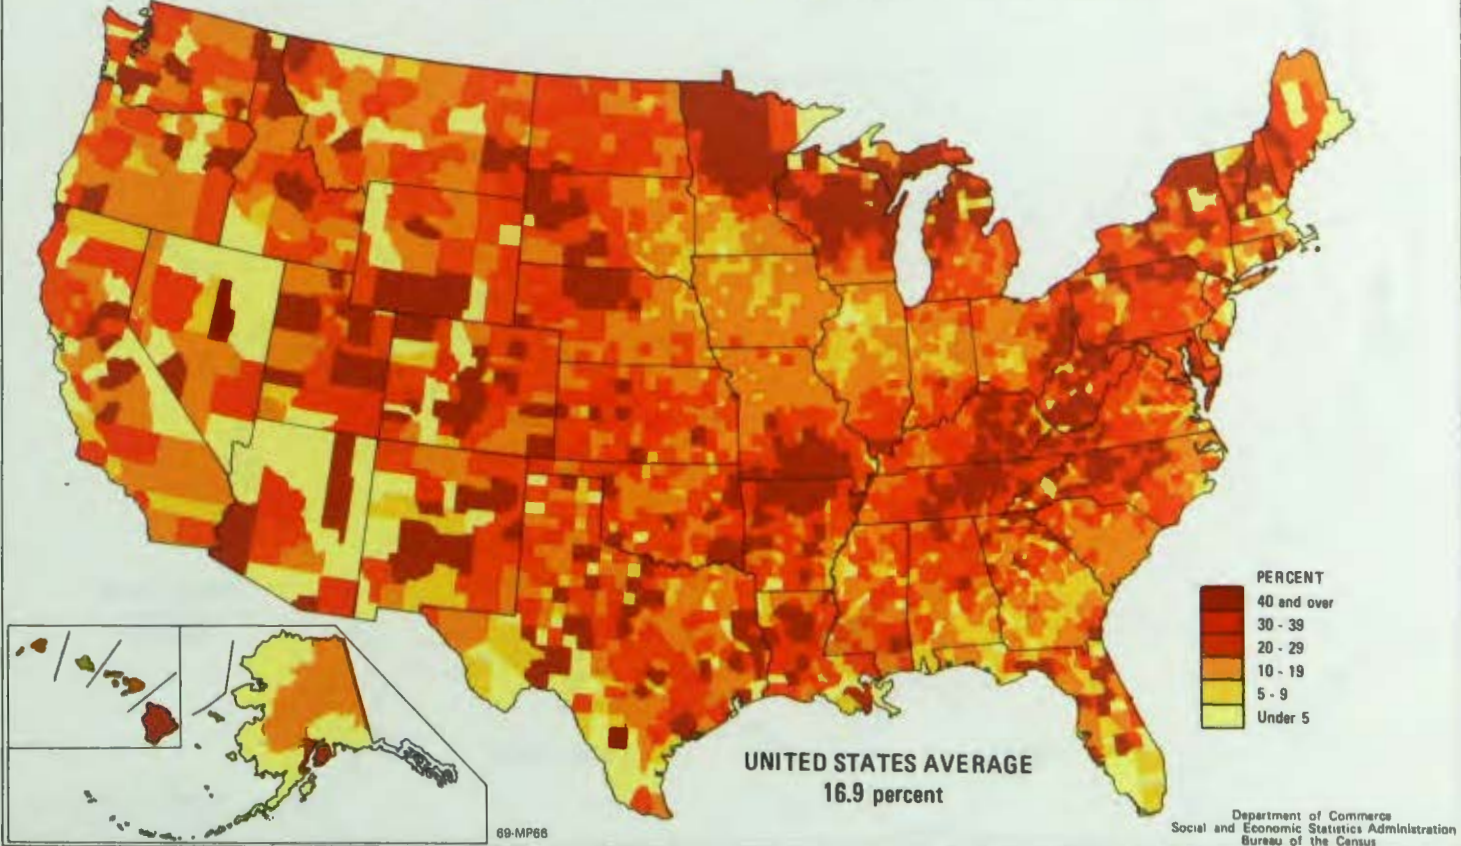 PERCENT
40 and over
30 - 39
20 - 29
10 - 19
5 - 9
Under 5
UNITED STATES AVERAGE
16.9 percent
69-MP66
Department of Commerce
Social and Economic Statistics Administration
Bureau of the Census